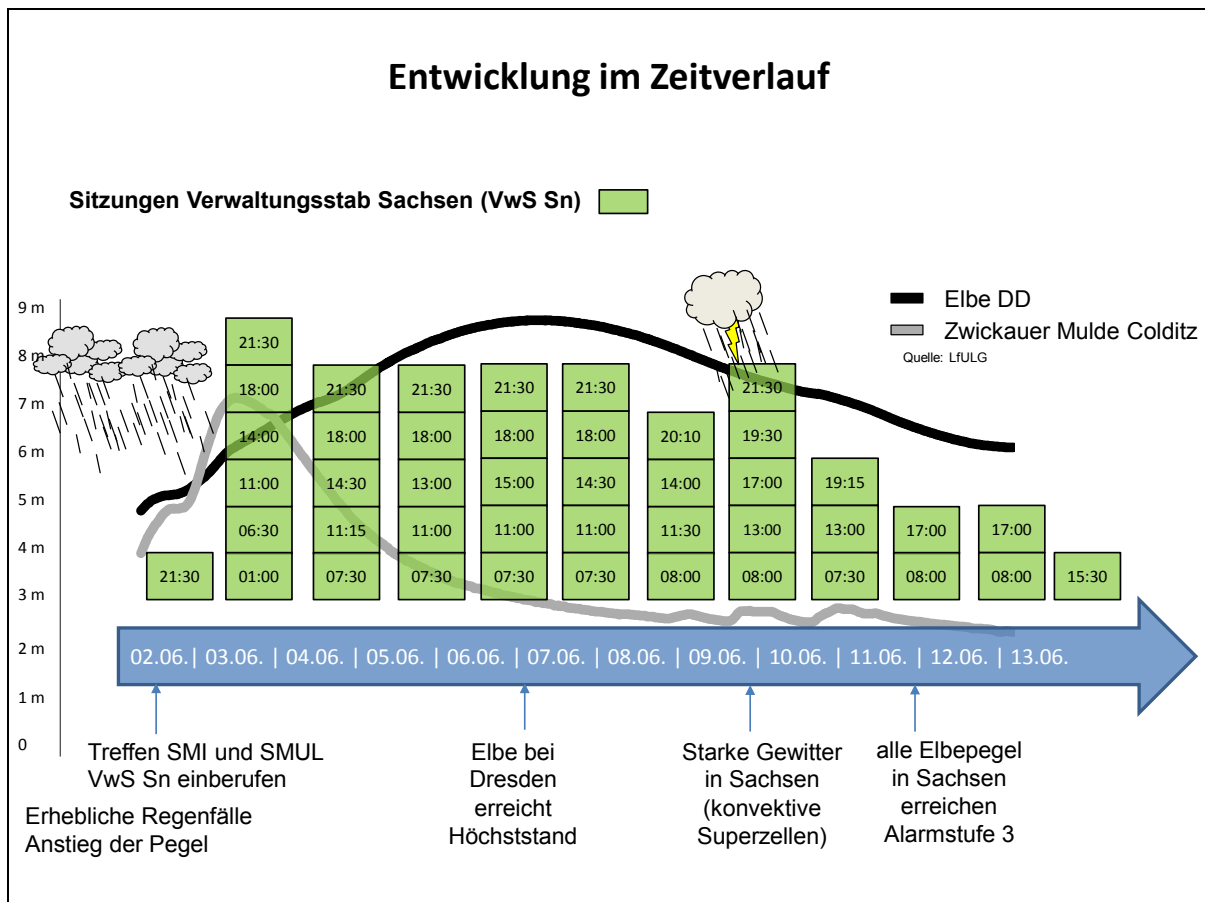 Entwicklung im Zeitverlauf
Sitzungen Verwaltungsstab Sachsen (VwS Sn)
Elbe DD
Zwickauer Mulde Colditz
Quelle: LfULG
9 m
8 m
7 m
6 m
5 m
4 m
3 m
2 m
1 m
0
21:30
21:30
18:00
14:00
11:00
06:30
01:00
21:30
18:00
14:30
11:15
07:30
21:30
18:00
13:00
11:00
07:30
21:30
18:00
15:00
11:00
07:30
21:30
18:00
14:30
11:00
07:30
20:10
14:00
11:30
08:00
21:30
19:30
17:00
13:00
08:00
19:15
13:00
07:30
17:00
08:00
17:00
08:00
15:30
02.06. | 03.06. | 04.06. | 05.06. | 06.06. | 07.06. | 08.06. | 09.06. | 10.06. | 11.06. | 12.06. | 13.06.
Treffen SMI und SMUL
VwS Sn einberufen
Erhebliche Regenfälle
Anstieg der Pegel
Elbe bei
Dresden
erreicht
Höchststand
Starke Gewitter
in Sachsen
(konvektive
Superzellen)
alle Elbepegel
in Sachsen
erreichen
Alarmstufe 3